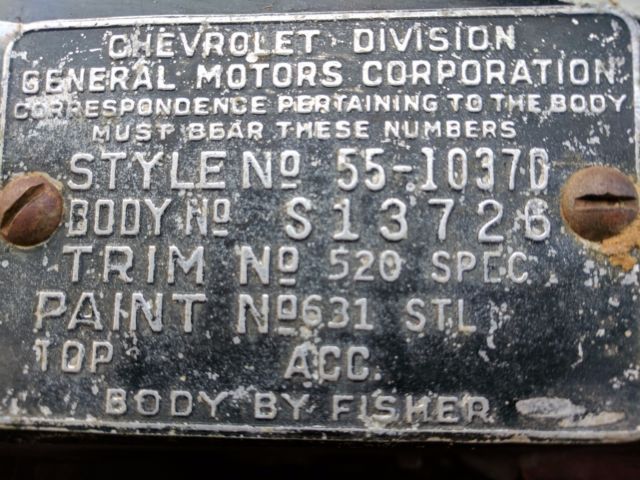 CHEVROLET DIVISION
GENERAL MOTORS CORPORATION
CORRESPONDENCE PERTAINING TO THE BODY
MUST BEAR THESE NUMBERS
STYLE No 55-1037D
BODY No S13726
TRIM No 520 SPEC
PAINT No 631 STL
TOP ACC.
BODY BY FISHER